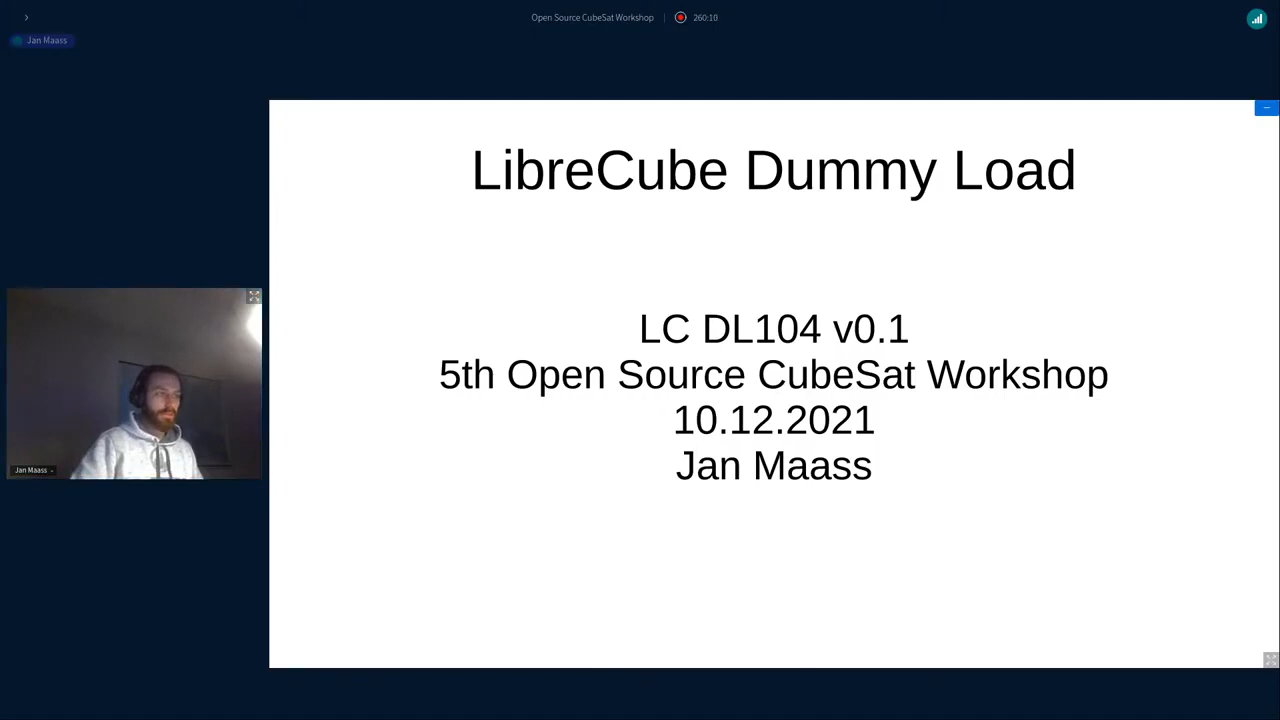 Open Source CubeSat Workshop
260:10
Jan Maass
LibreCube Dummy Load
LC DL104 v0.1
5th Open Source CubeSat Workshop
10.12.2021
Jan Maass
Jan Maass